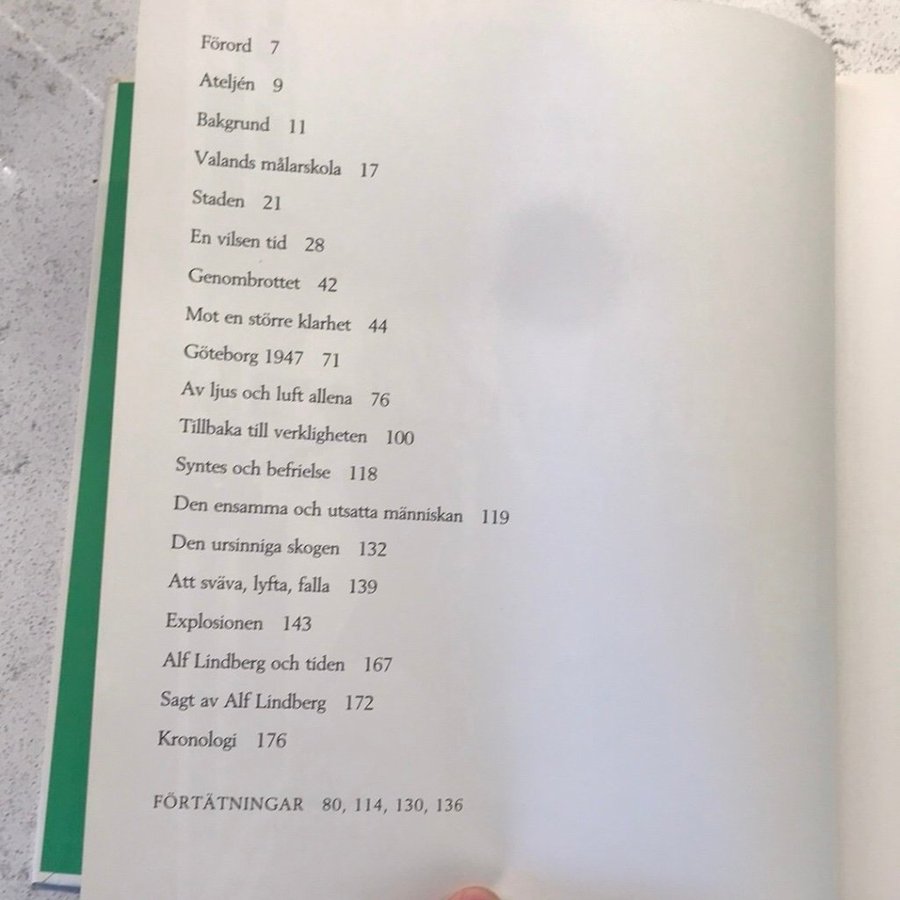 Förord 7
Ateljén 9
Bakgrund 11
Valands målarskola 17
Staden 21
En vilsen tid 28
Genombrottet 42
Mot en större klarhet 44
Göteborg 1947 71
Av ljus och luft allena 76
Tillbaka till verkligheten 100
Syntes och befrielse 118
Den ensamma och utsatta människan 119
Den ursinniga skogen 132
Att sväva, lyfta, falla 139
Explosionen 143
Alf Lindberg och tiden 167
Sagt av Alf Lindberg 172
Kronologi 176
FÖRTÄTNINGAR 80, 114, 130, 136